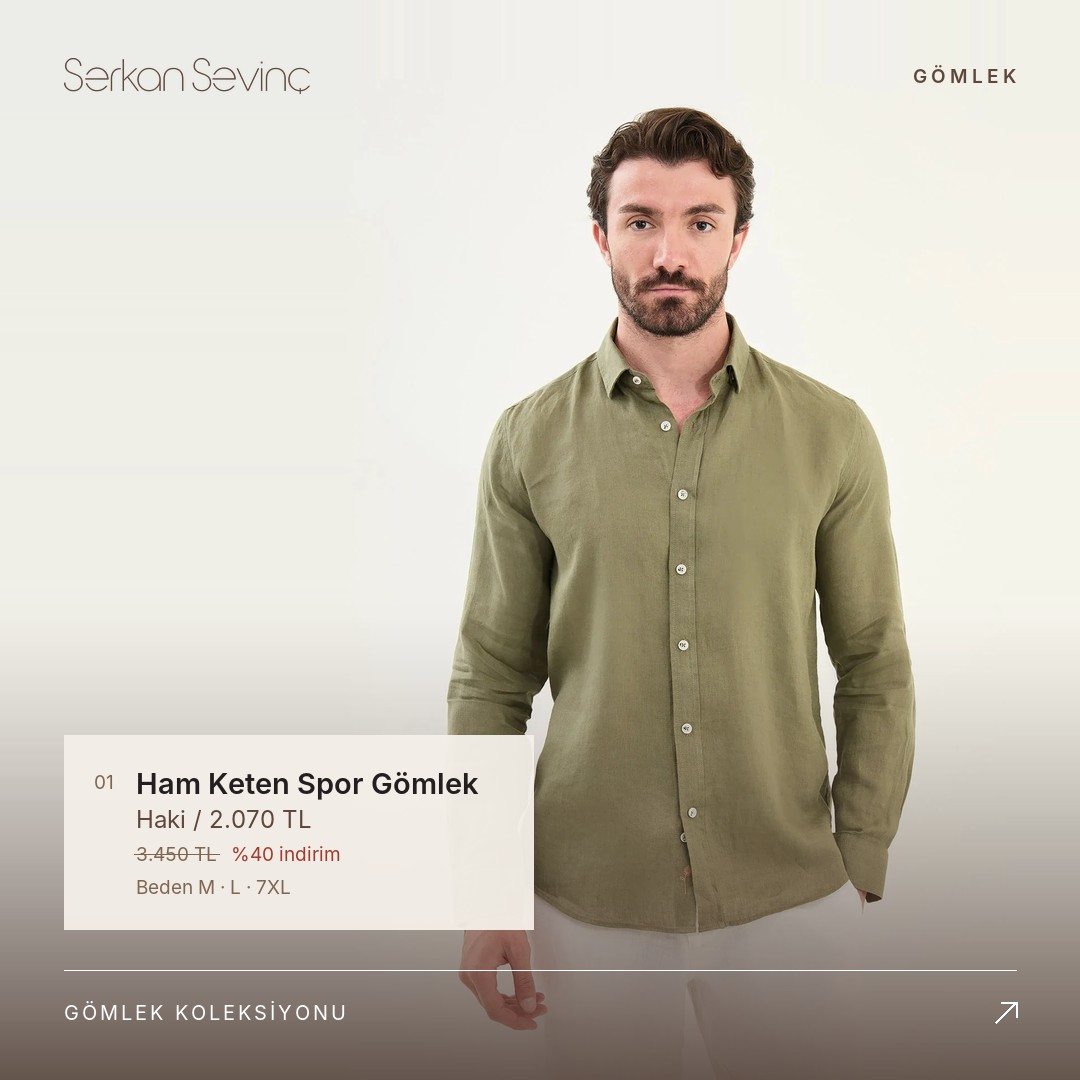 Serkan Sevinç
GÖMLEK
01
Ham Keten Spor Gömlek
Haki / 2.070 TL
3.450 TL %40 indirim
Beden M · L · 7XL
GÖMLEK KOLEKSİYONU